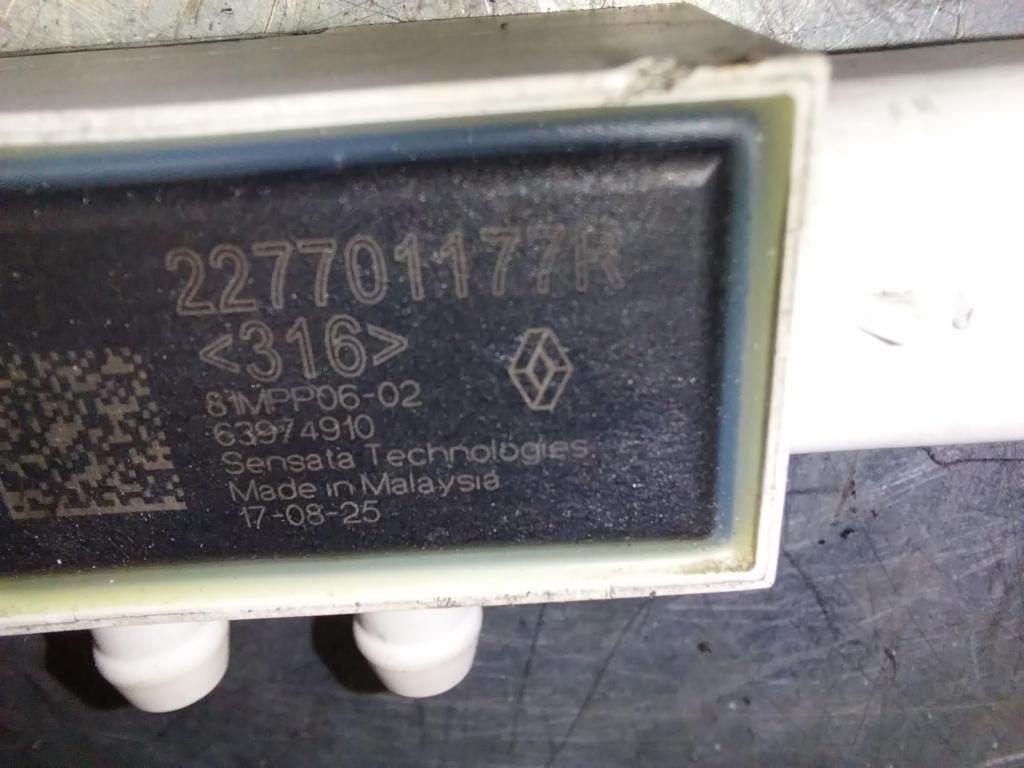 227701177R
<316>
81MPP06-02
63974910
Sensata Technologies
Made in Malaysia
17-08-25